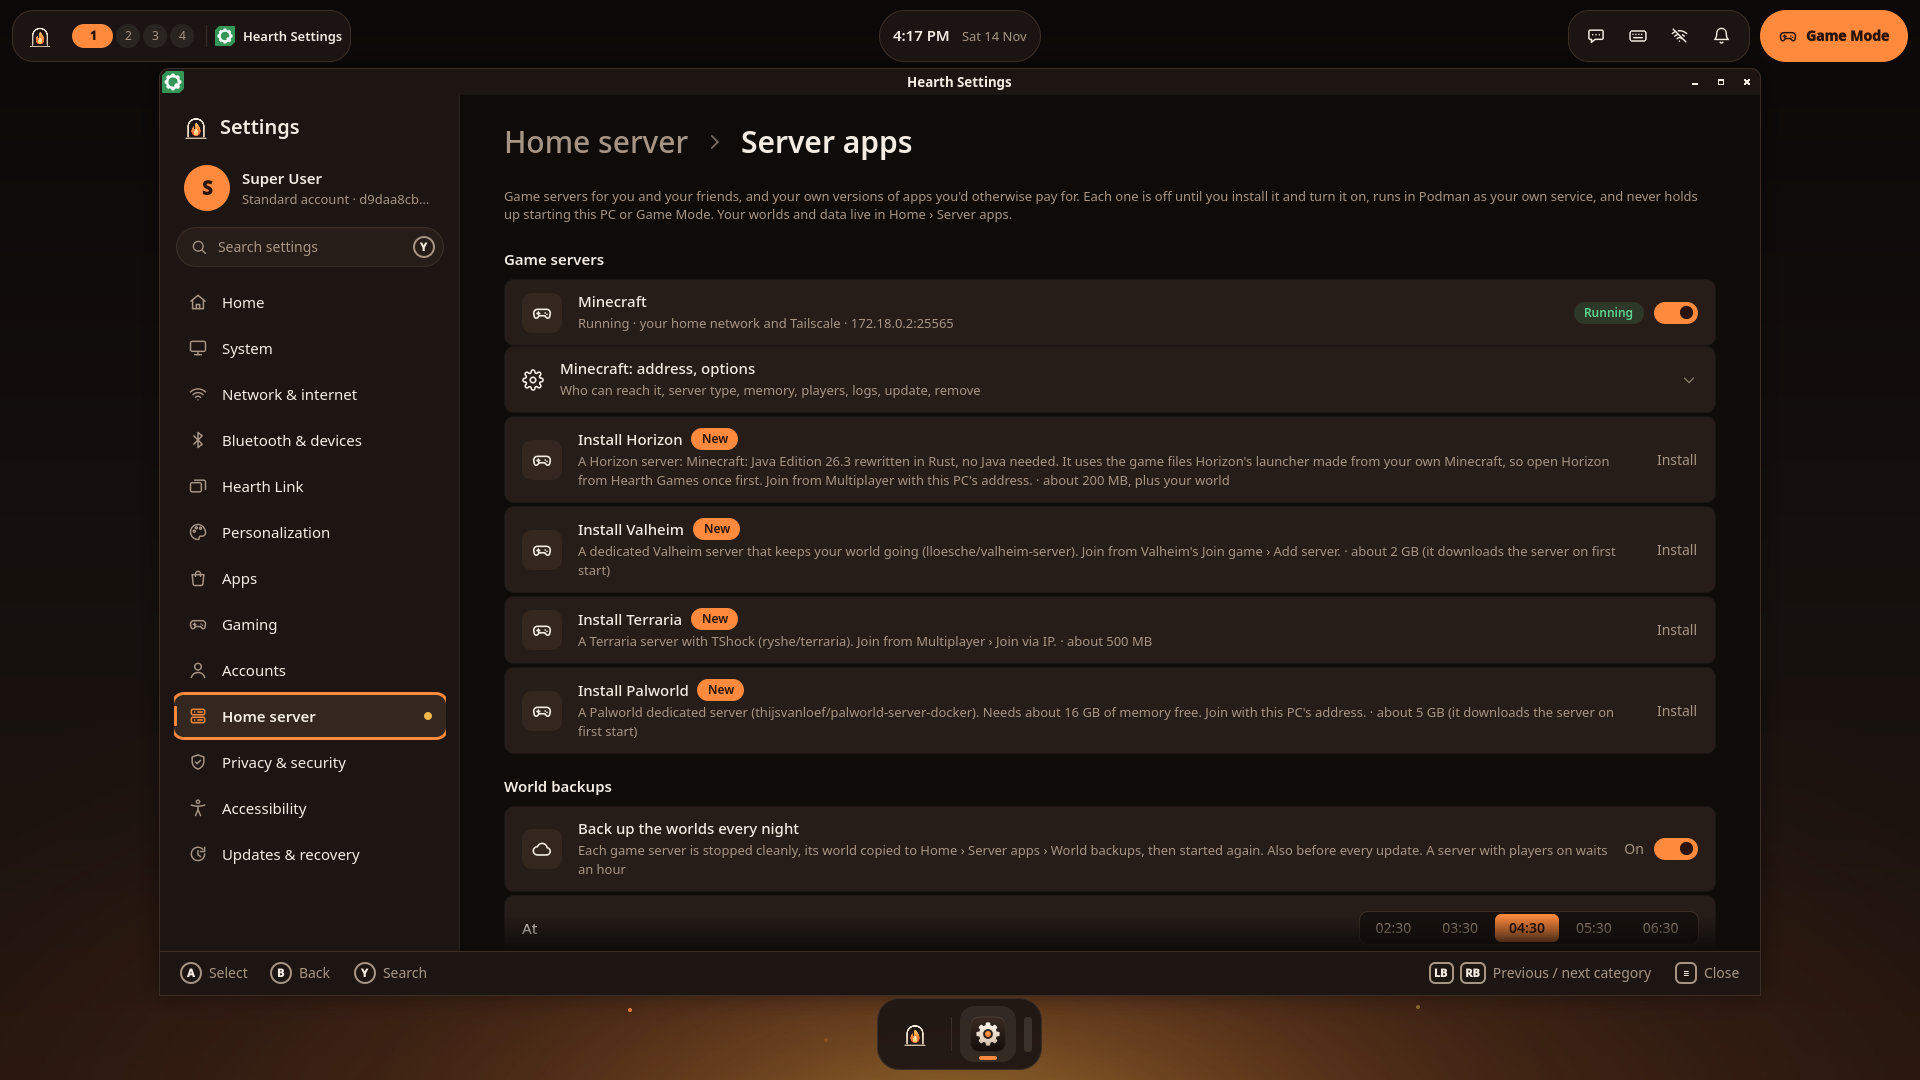 1 2 3 4 Hearth Settings
4:17 PM Sat 14 Nov
Game Mode
Hearth Settings
Settings
S
Super User
Standard account · d9daa8cb...
Search settings Y
Home
System
Network & internet
Bluetooth & devices
Hearth Link
Personalization
Apps
Gaming
Accounts
Home server
Privacy & security
Accessibility
Updates & recovery
Home server › Server apps
Game servers for you and your friends, and your own versions of apps you'd otherwise pay for. Each one is off until you install it and turn it on, runs in Podman as your own service, and never holds
up starting this PC or Game Mode. Your worlds and data live in Home › Server apps.
Game servers
Minecraft
Running · your home network and Tailscale · 172.18.0.2:25565
Running
Minecraft: address, options
Who can reach it, server type, memory, players, logs, update, remove
Install Horizon New
A Horizon server: Minecraft: Java Edition 26.3 rewritten in Rust, no Java needed. It uses the game files Horizon's launcher made from your own Minecraft, so open Horizon
from Hearth Games once first. Join from Multiplayer with this PC's address. · about 200 MB, plus your world
Install
Install Valheim New
A dedicated Valheim server that keeps your world going (lloesche/valheim-server). Join from Valheim's Join game › Add server. · about 2 GB (it downloads the server on first
start)
Install
Install Terraria New
A Terraria server with TShock (ryshe/terraria). Join from Multiplayer › Join via IP. · about 500 MB
Install
Install Palworld New
A Palworld dedicated server (thijsvanloef/palworld-server-docker). Needs about 16 GB of memory free. Join with this PC's address. · about 5 GB (it downloads the server on
first start)
Install
World backups
Back up the worlds every night
Each game server is stopped cleanly, its world copied to Home › Server apps › World backups, then started again. Also before every update. A server with players on waits
an hour
On
At 02:30 03:30 04:30 05:30 06:30
A Select B Back Y Search
LB RB Previous / next category ≡ Close